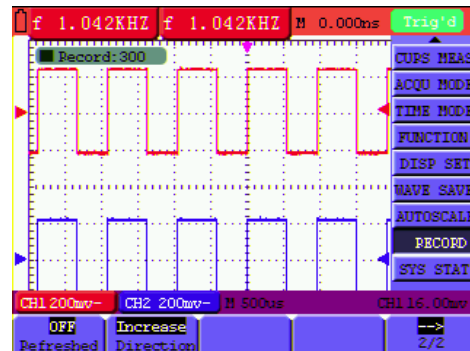 f 1.042KHZ f 1.042KHZ M 0.000ns Trig'd
Record:300
CUPS MEAS
ACQU MODE
TIME MODE
FUNCTION
DISP SET
WAVE SAVE
AUTOSCALE
RECORD
SYS STAT
CH1 200mv- CH2 200mv- M 500us CH1 16.00mv
OFF Increase -->
Refreshed Direction 2/2